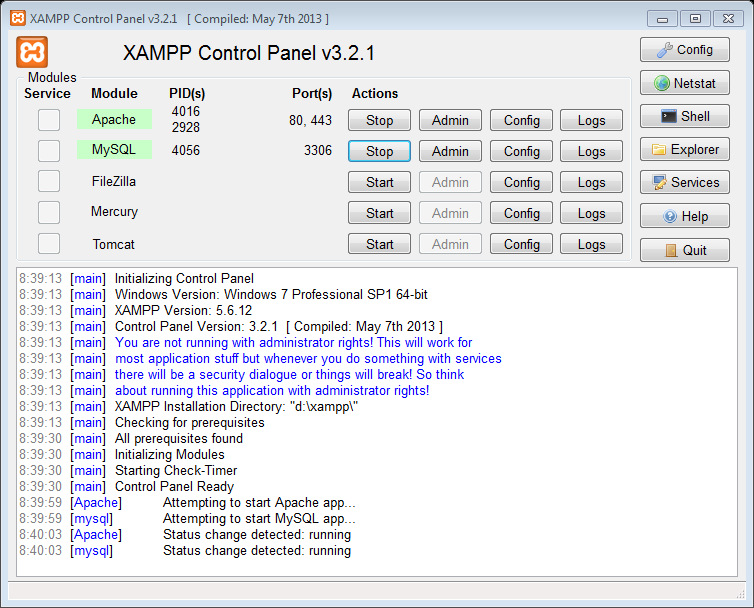 XAMPP Control Panel v3.2.1 [ Compiled: May 7th 2013 ]
XAMPP Control Panel v3.2.1
Config
Modules
Service Module PID(s) Port(s) Actions
Netstat
Apache 4016 2928 80, 443 Stop Admin Config Logs
Shell
MySQL 4056 3306 Stop Admin Config Logs
Explorer
FileZilla Start Admin Config Logs
Services
Mercury Start Admin Config Logs
Help
Tomcat Start Admin Config Logs
Quit
8:39:13 [main] Initializing Control Panel
8:39:13 [main] Windows Version: Windows 7 Professional SP1 64-bit
8:39:13 [main] XAMPP Version: 5.6.12
8:39:13 [main] Control Panel Version: 3.2.1 [ Compiled: May 7th 2013 ]
8:39:13 [main] You are not running with administrator rights! This will work for
8:39:13 [main] most application stuff but whenever you do something with services
8:39:13 [main] there will be a security dialogue or things will break! So think
8:39:13 [main] about running this application with administrator rights!
8:39:13 [main] XAMPP Installation Directory: "d:\xampp\"
8:39:13 [main] Checking for prerequisites
8:39:30 [main] All prerequisites found
8:39:30 [main] Initializing Modules
8:39:30 [main] Starting Check-Timer
8:39:30 [main] Control Panel Ready
8:39:59 [Apache] Attempting to start Apache app...
8:39:59 [mysql] Attempting to start MySQL app...
8:40:03 [Apache] Status change detected: running
8:40:03 [mysql] Status change detected: running